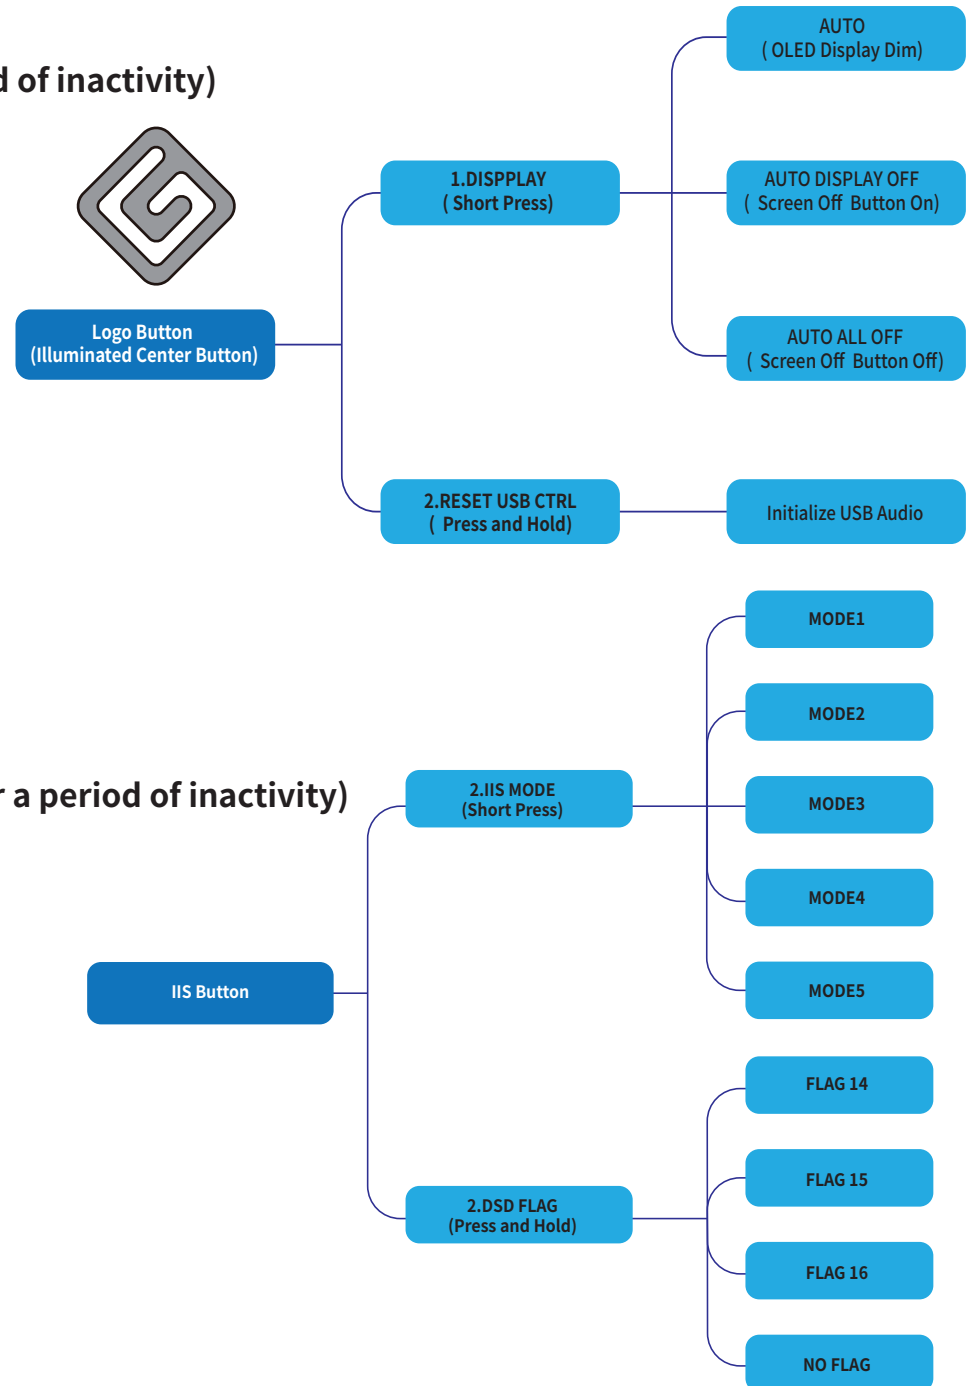 AUTO
( OLED Display Dim)
of inactivity)
1.DISPPLAY
( Short Press)
AUTO DISPLAY OFF
( Screen Off Button On)
Logo Button
(Illuminated Center Button)
AUTO ALL OFF
( Screen Off Button Off)
2.RESET USB CTRL
( Press and Hold)
Initialize USB Audio
MODE1
MODE2
a period of inactivity)
2.IIS MODE
(Short Press)
MODE3
MODE4
IIS Button
MODE5
FLAG 14
FLAG 15
2.DSD FLAG
(Press and Hold)
FLAG 16
NO FLAG